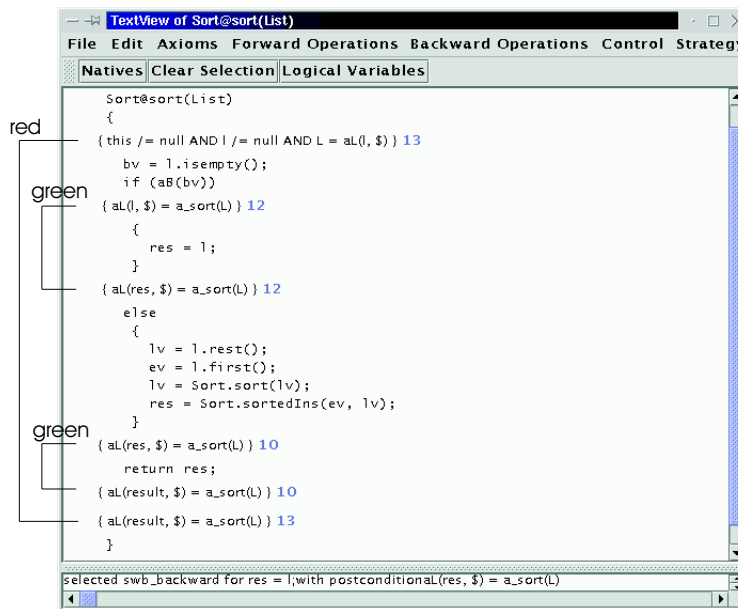 TextView of Sort@sort(List)
File Edit Axioms Forward Operations Backward Operations Control Strategy
Natives Clear Selection Logical Variables
Sort@sort(List)
{
red
{ this /= null AND l /= null AND L = aL(l, $) } 13
bv = l.isempty();
if (aB(bv))
green
{ aL(l, $) = a_sort(L) } 12
{
res = l;
}
{ aL(res, $) = a_sort(L) } 12
else
{
lv = l.rest();
ev = l.first();
lv = Sort.sort(lv);
res = Sort.sortedIns(ev, lv);
}
green
{ aL(res, $) = a_sort(L) } 10
return res;
{ aL(result, $) = a_sort(L) } 10
{ aL(result, $) = a_sort(L) } 13
}
selected swb_backward for res = l;with postconditionaL(res, $) = a_sort(L)